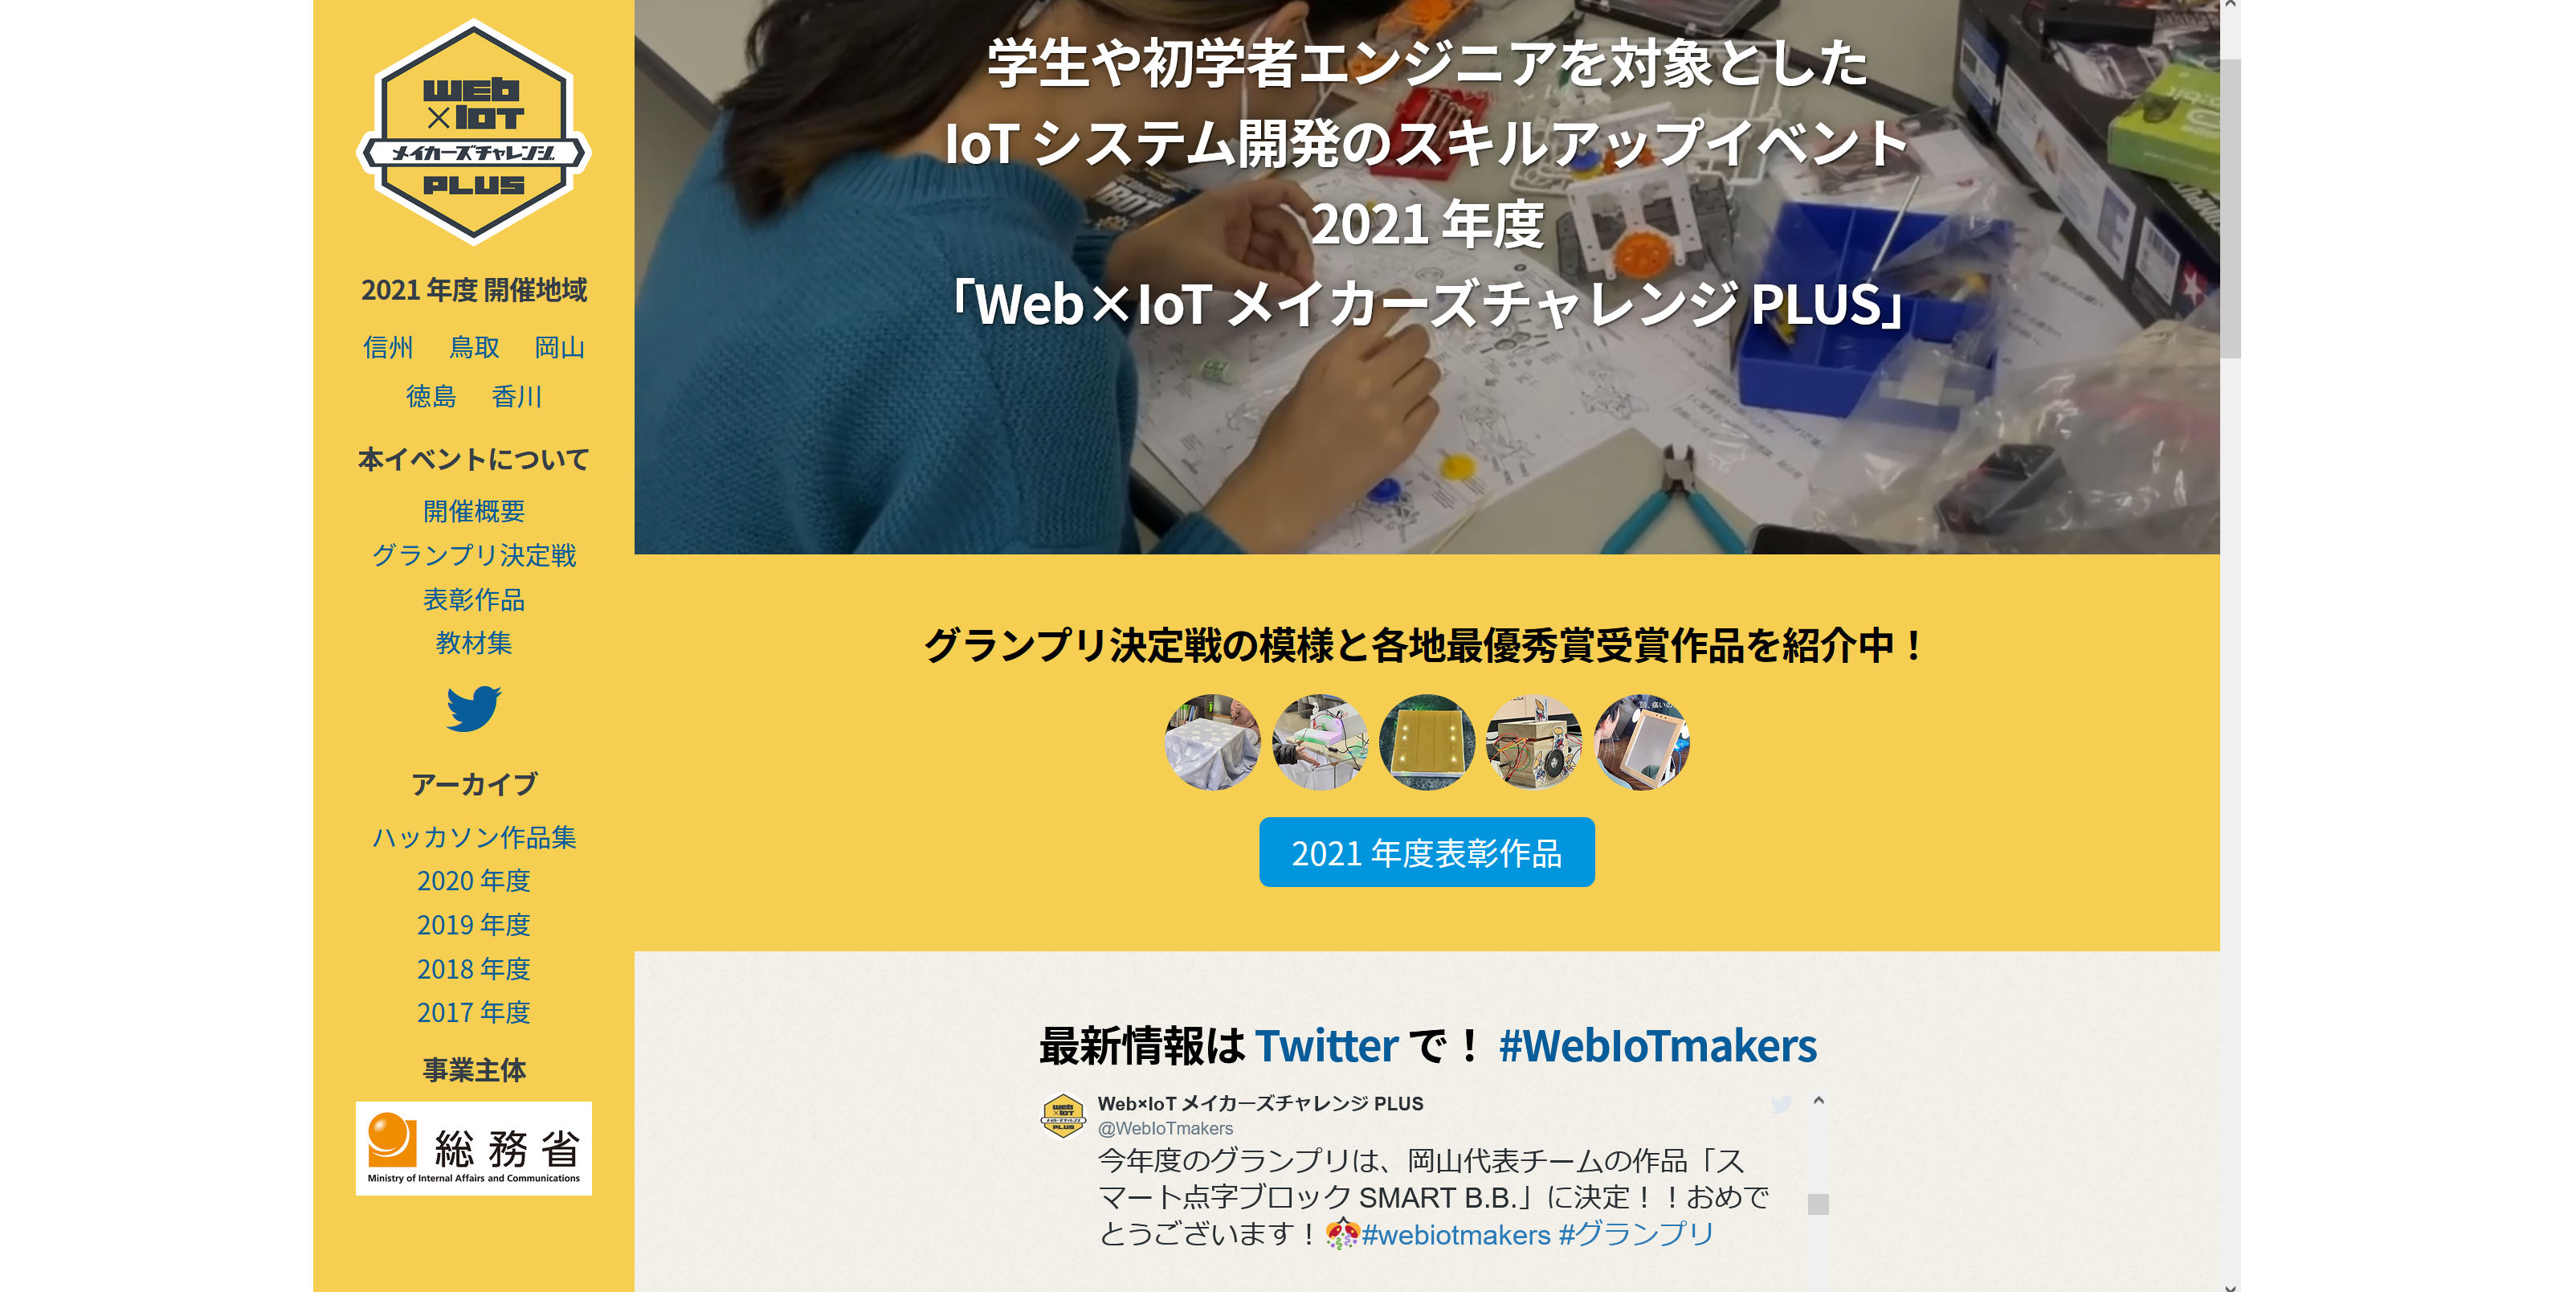 Web
×IoT
メイカーズチャレンジ
PLUS
2021 年度 開催地域
信州 鳥取 岡山
徳島 香川
本イベントについて
開催概要
グランプリ決定戦
表彰作品
教材集
アーカイブ
ハッカソン作品集
2020 年度
2019 年度
2018 年度
2017 年度
事業主体
総務省
Ministry of Internal Affairs and Communications
学生や初学者エンジニアを対象とした
IoT システム開発のスキルアップイベント
2021 年度
「Web×IoT メイカーズチャレンジ PLUS」
グランプリ決定戦の模様と各地最優秀賞受賞作品を紹介中！
2021 年度表彰作品
最新情報は Twitter で！ #WebIoTmakers
Web×IoT メイカーズチャレンジ PLUS
@WebIoTmakers
今年度のグランプリは、岡山代表チームの作品「ス
マート点字ブロック SMART B.B.」に決定！！おめで
とうございます！#webiotmakers #グランプリ